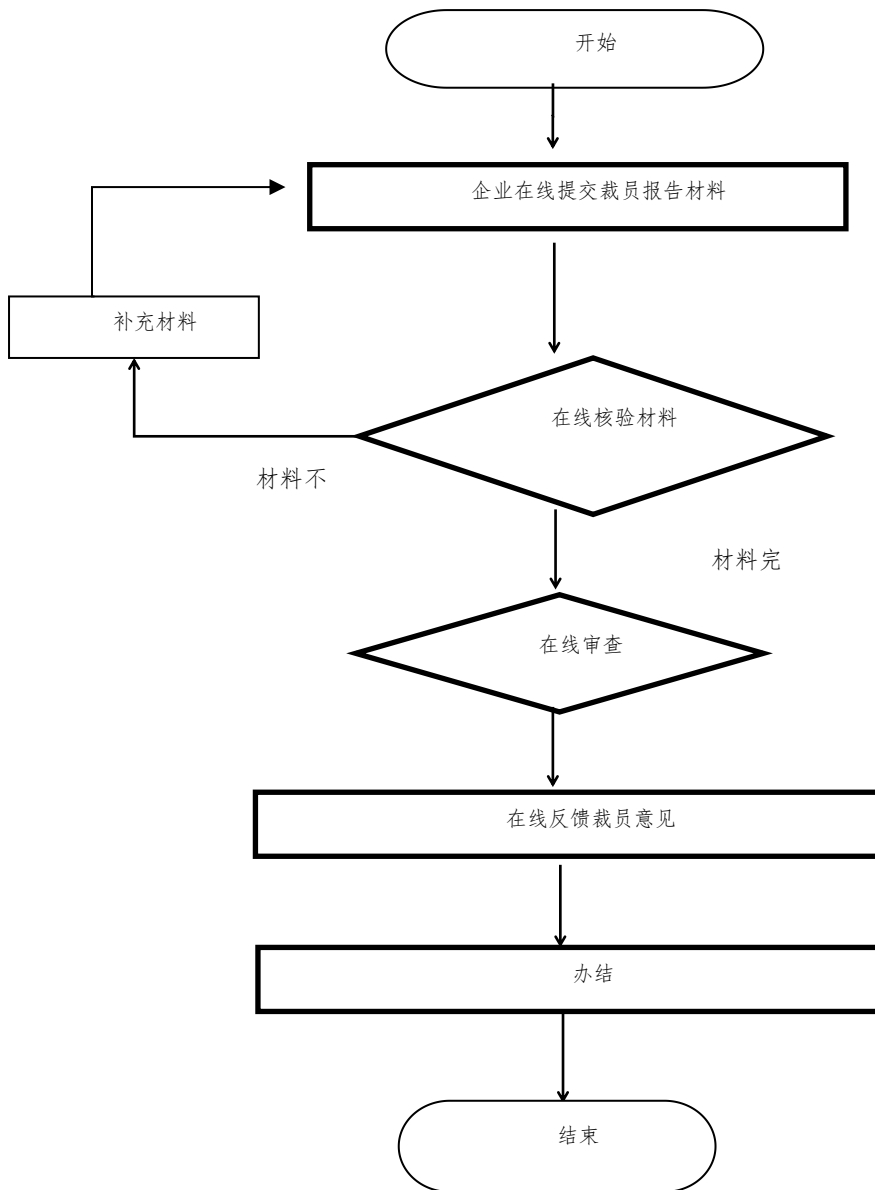 开始
企业在线提交裁员报告材料
补充材料
在线核验材料
材料不
材料完
在线审查
在线反馈裁员意见
办结
结束